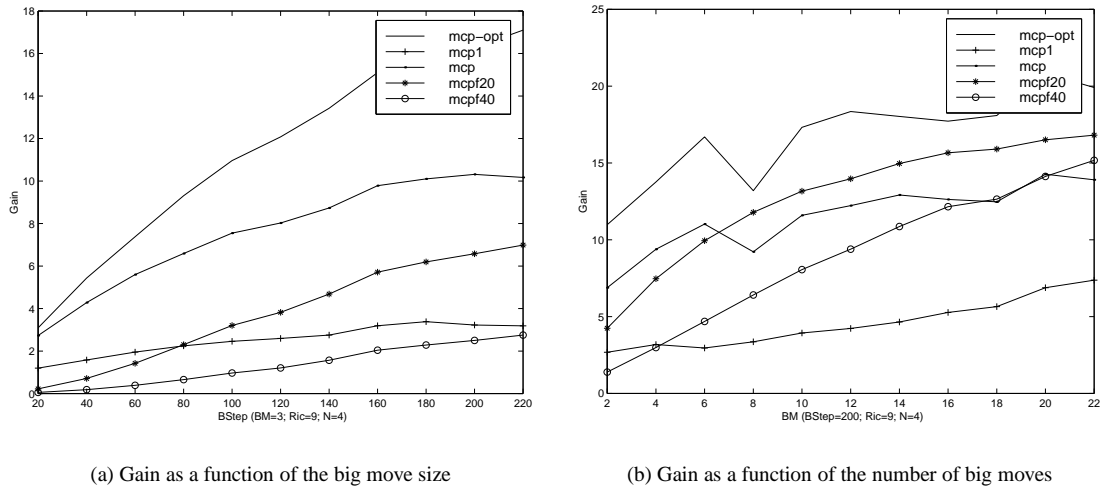 18
16
14
12
10
8
6
4
2
0
Gain
20 40 60 80 100 120 140 160 180 200 220
BStep (BM=3; Ric=9; N=4)
mcp-opt
mcp1
mcp
mcpf20
mcpf40
(a) Gain as a function of the big move size
25
20
15
10
5
0
Gain
2 4 6 8 10 12 14 16 18 20 22
BM (BStep=200; Ric=9; N=4)
mcp-opt
mcp1
mcp
mcpf20
mcpf40
(b) Gain as a function of the number of big moves